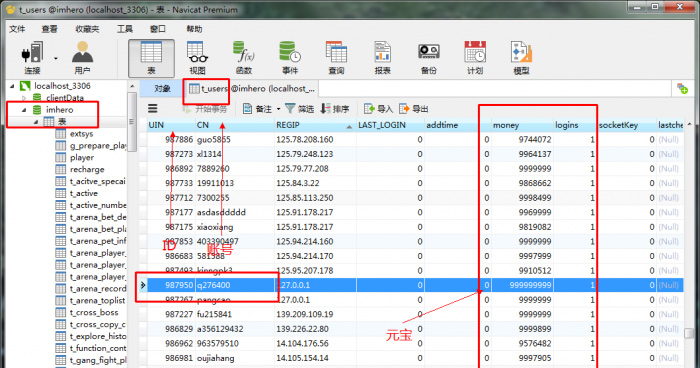 t_users @imhero (localhost_3306) - 表 - Navicat Premium
文件 查看 收藏夹 工具 窗口 帮助
连接 用户 表 视图 函数 事件 查询 报表 备份 计划 模型
localhost_3306
clientData
imhero
表
extsys
g_prepare_play
player
recharge
t_acitve_specai
t_active
t_active_number
t_arena_bet_de
t_arena_bet_pla
t_arena_pet_inf
t_arena_player_
t_arena_player_
t_arena_record
t_arena_toplist
t_cross_boss
t_cross_copy_c
t_explore_histo
t_function_cont
t_gang_fight_pl
对象 t_users @imhero (localhost_...
开始事务 备注 筛选 排序 导入 导出
UIN CN REGIP LAST_LOGIN addtime money logins socketKey lastche
987886 guo5855 125.78.208.160 0 0 9744072 1 0 (Null)
987273 xl1314 125.79.248.123 0 0 9964137 1 0 (Null)
986892 7889260 125.79.77.208 0 0 9999999 1 0 (Null)
987733 19911013 125.84.3.22 0 0 9868662 1 0 (Null)
987712 7300255 125.85.113.250 0 0 9998499 1 0 (Null)
987177 asdasddddd 125.91.178.217 0 0 9969999 1 0 (Null)
987175 xiaoxiang 125.91.178.217 0 0 9819082 1 0 (Null)
987853 403390497 125.94.214.160 0 0 9999999 1 0 (Null)
986683 581988 125.94.214.170 0 0 9999999 1 0 (Null)
987493 kinngpk3 125.95.207.178 0 0 9910512 1 0 (Null)
987950 q276400 127.0.0.1 0 0 999999999 1 0 (Null)
987267 pangcao 127.0.0.1 0 0 9999999 1 0 (Null)
987227 fu215841 139.209.109.19 0 0 9999999 1 0 (Null)
987829 a356129432 139.226.22.80 0 0 9999899 1 0 (Null)
986962 963579510 14.104.176.56 0 0 9576482 1 0 (Null)
986981 oujiahang 14.105.154.14 0 0 9997905 1 0 (Null)
ID
账号
元宝